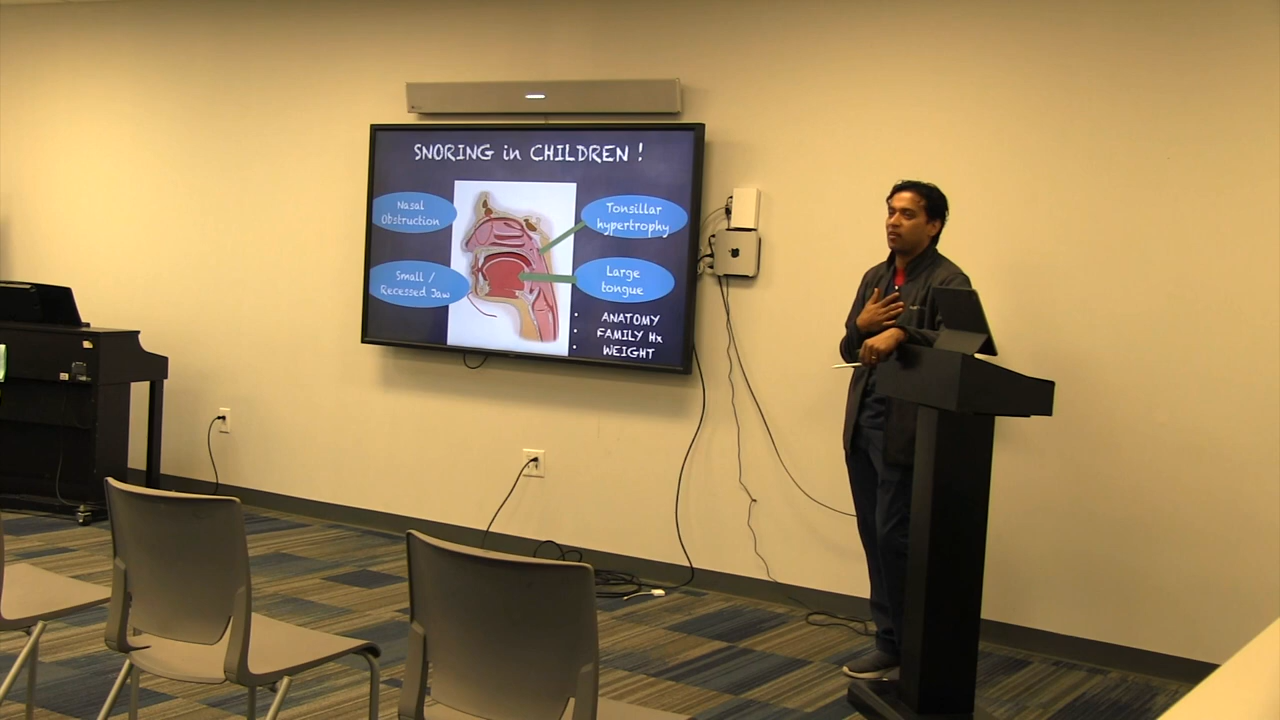 SNORING in CHILDREN !
Nasal
Obstruction
Tonsillar
hypertrophy
Small /
Recessed Jaw
Large
tongue
• ANATOMY
• FAMILY Hx
• WEIGHT